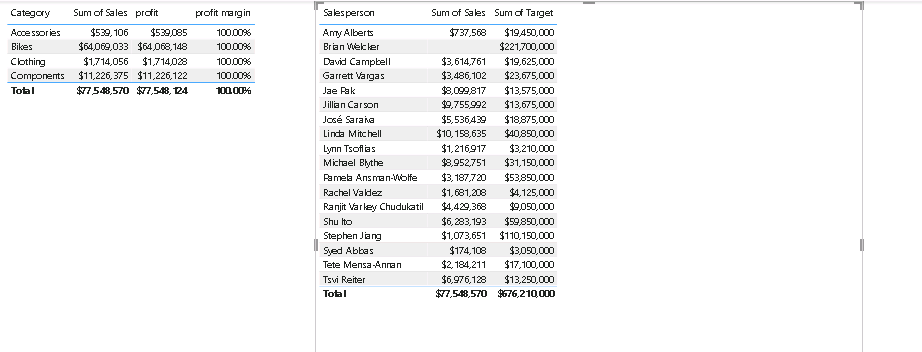 Category Sum of Sales profit profit margin
Accessories $539,106 $539,085 100.00%
Bikes $64,069,033 $64,068,148 100.00%
Clothing $1,714,056 $1,714,028 100.00%
Components $11,226,375 $11,226,122 100.00%
Total $77,548,570 $77,548,124 100.00%
Salesperson Sum of Sales Sum of Target
Amy Alberts $737,568 $19,450,000
Brian Welcker $221,700,000
David Campbell $3,614,761 $19,625,000
Garrett Vargas $3,486,102 $23,675,000
Jae Pak $8,099,817 $13,575,000
Jillian Carson $9,755,992 $13,675,000
José Saraiva $5,536,439 $18,875,000
Linda Mitchell $10,158,635 $40,850,000
Lynn Tsoflias $1,216,917 $3,210,000
Michael Blythe $8,952,751 $31,150,000
Pamela Ansman-Wolfe $3,187,720 $53,850,000
Rachel Valdez $1,681,208 $4,125,000
Ranjit Varkey Chudukatil $4,429,368 $9,050,000
Shu Ito $6,283,193 $59,850,000
Stephen Jiang $1,073,651 $110,150,000
Syed Abbas $174,108 $3,050,000
Tete Mensa-Annan $2,184,211 $17,100,000
Tsvi Reiter $6,976,128 $13,250,000
Total $77,548,570 $676,210,000